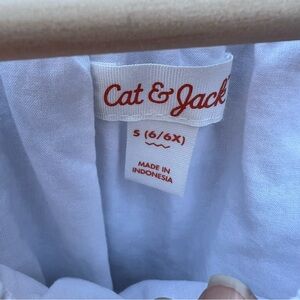 Cat & Jack
S (6/6X)
MADE IN
INDONESIA